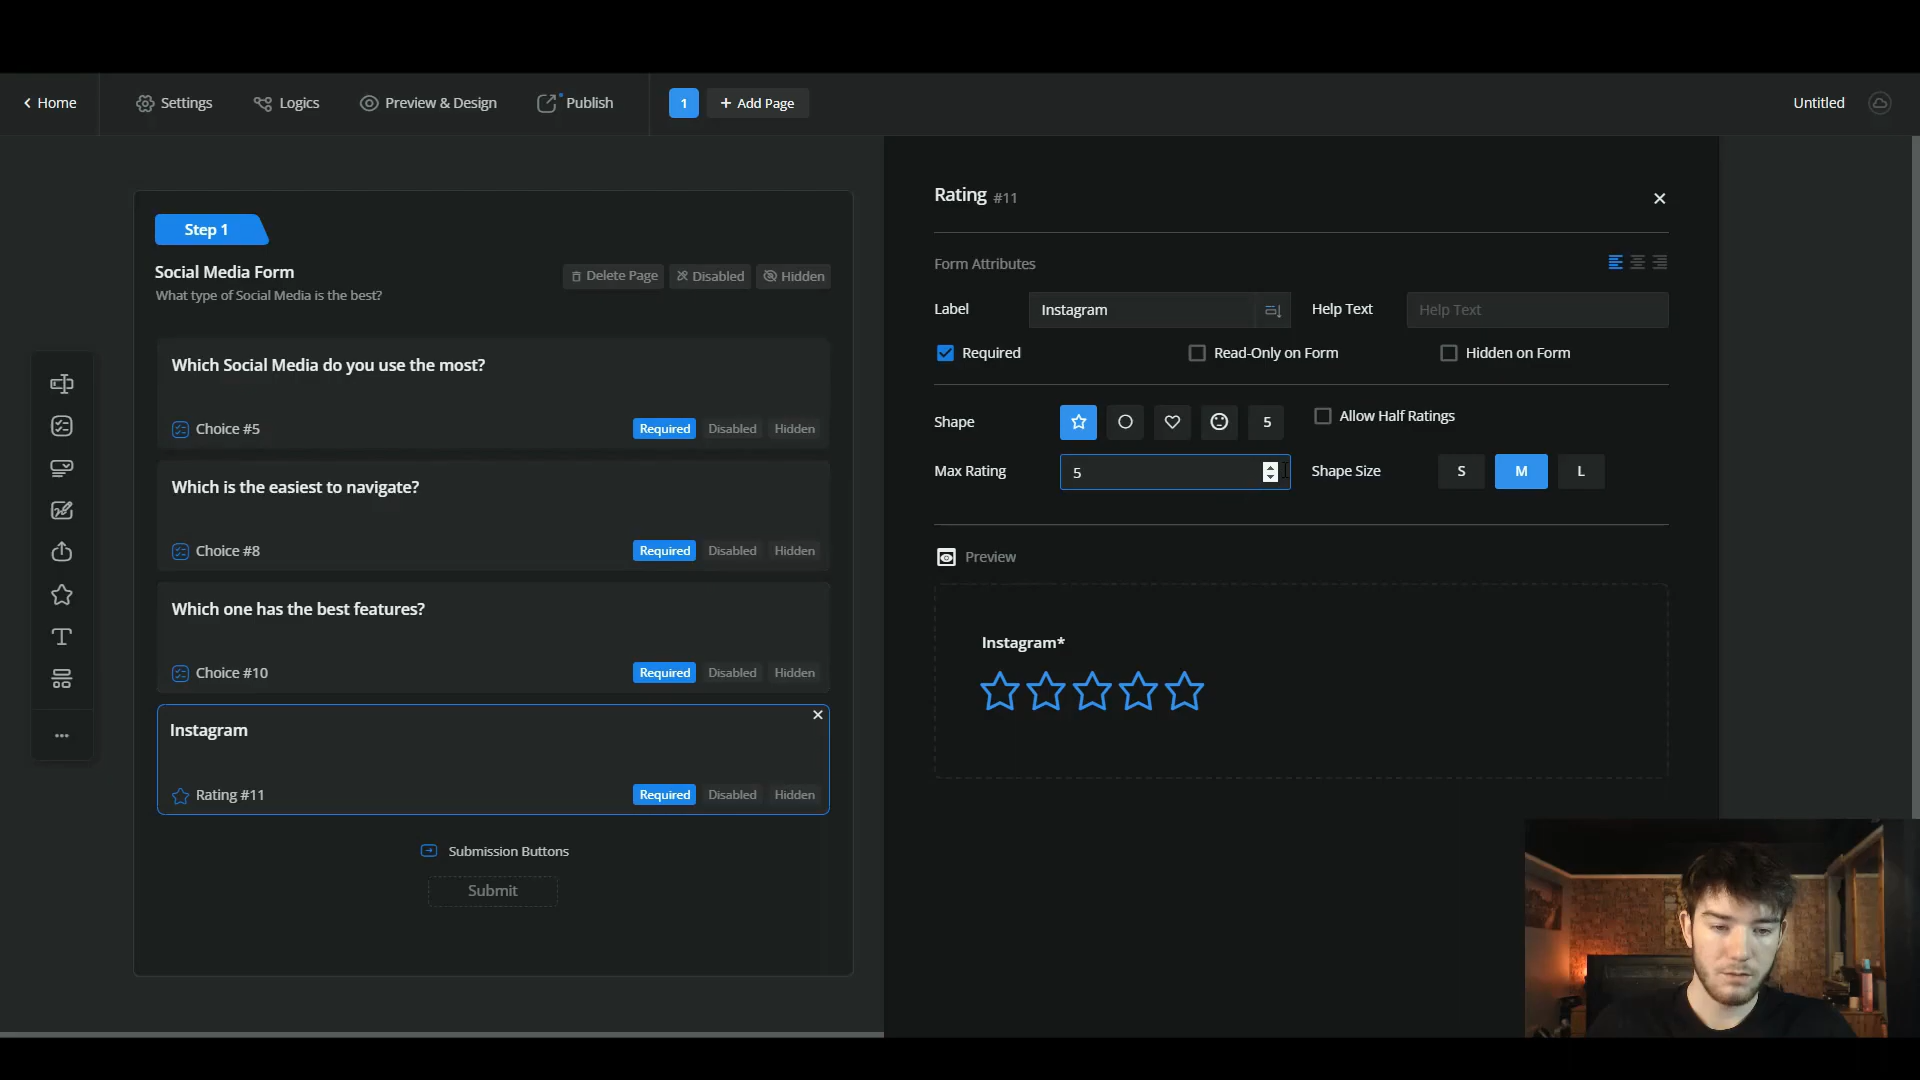 Home
Settings
Logics
Preview & Design
Publish
1
+ Add Page
Untitled
Step 1
Social Media Form
What type of Social Media is the best?
Delete Page
Disabled
Hidden
Which Social Media do you use the most?
Choice #5
Required
Disabled
Hidden
Which is the easiest to navigate?
Choice #8
Required
Disabled
Hidden
Which one has the best features?
Choice #10
Required
Disabled
Hidden
Instagram
Rating #11
Required
Disabled
Hidden
Submission Buttons
Submit
Rating #11
Form Attributes
Label
Instagram
Help Text
Help Text
Required
Read-Only on Form
Hidden on Form
Shape
5
Allow Half Ratings
Max Rating
5
Shape Size
S
M
L
Preview
Instagram*